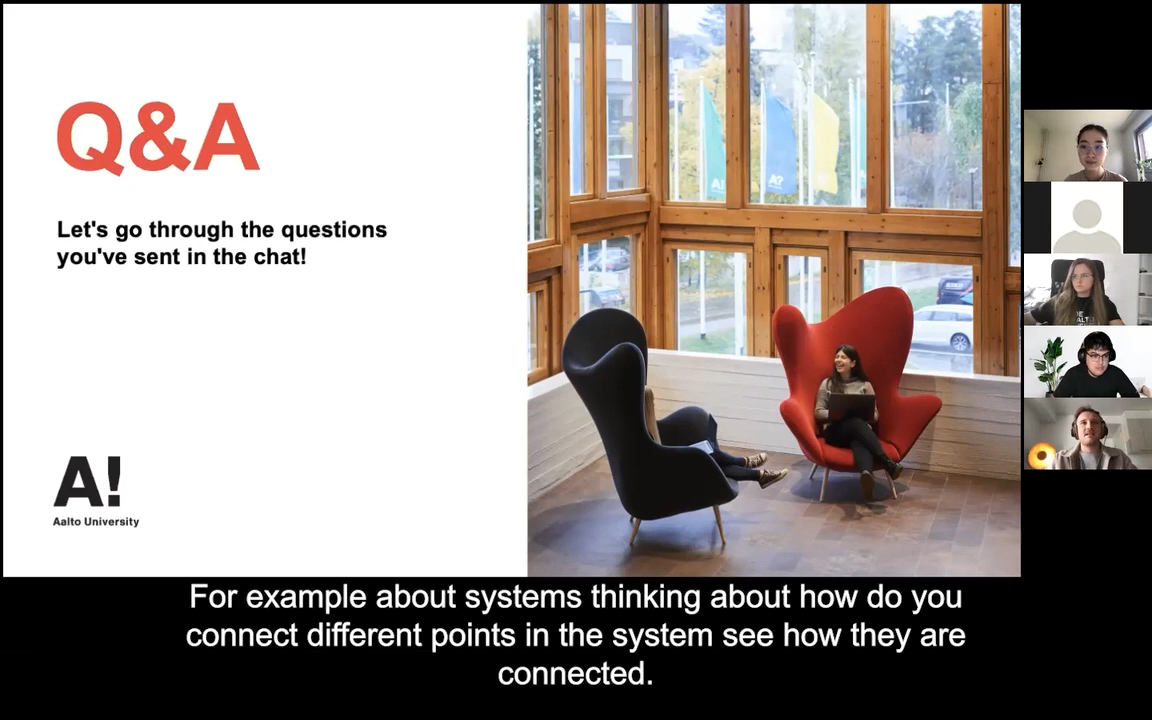 Q&A
Let's go through the questions
you've sent in the chat!
A!
Aalto University
A!
A?
For example about systems thinking about how do you
connect different points in the system see how they are
connected.